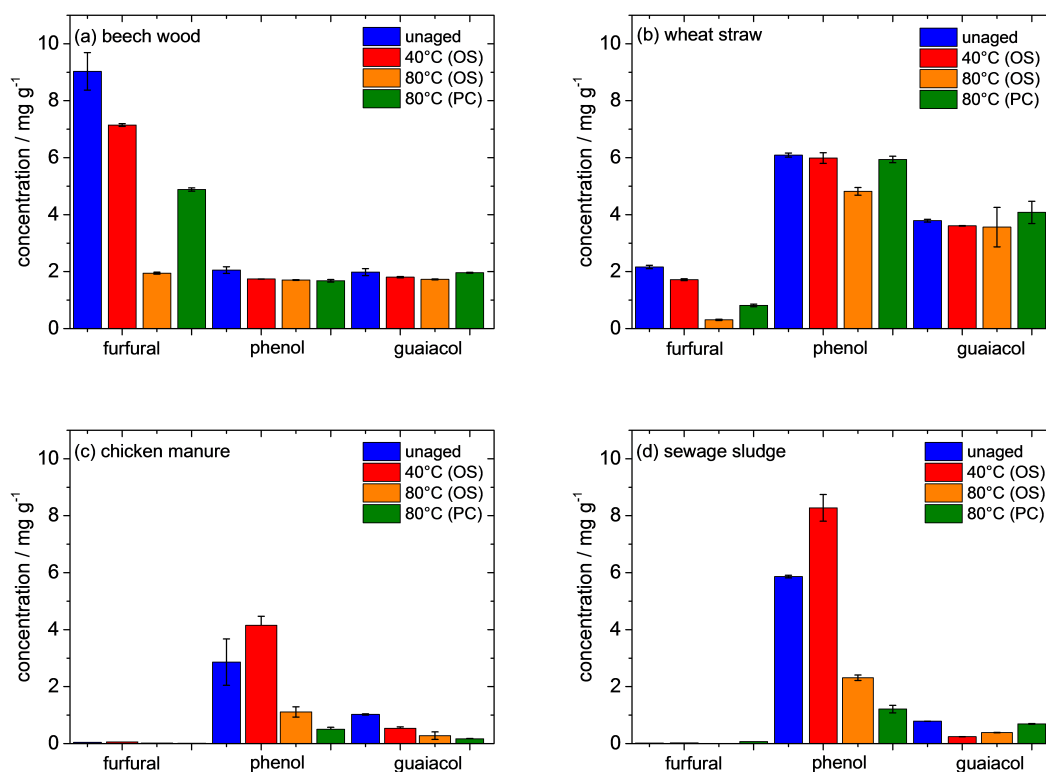 (a) beech wood
unaged
40°C (OS)
80°C (OS)
80°C (PC)
concentration / mg g⁻¹
10
8
6
4
2
0
furfural phenol guaiacol
(b) wheat straw
unaged
40°C (OS)
80°C (OS)
80°C (PC)
concentration / mg g⁻¹
10
8
6
4
2
0
furfural phenol guaiacol
(c) chicken manure
unaged
40°C (OS)
80°C (OS)
80°C (PC)
concentration / mg g⁻¹
10
8
6
4
2
0
furfural phenol guaiacol
(d) sewage sludge
unaged
40°C (OS)
80°C (OS)
80°C (PC)
concentration / mg g⁻¹
10
8
6
4
2
0
furfural phenol guaiacol